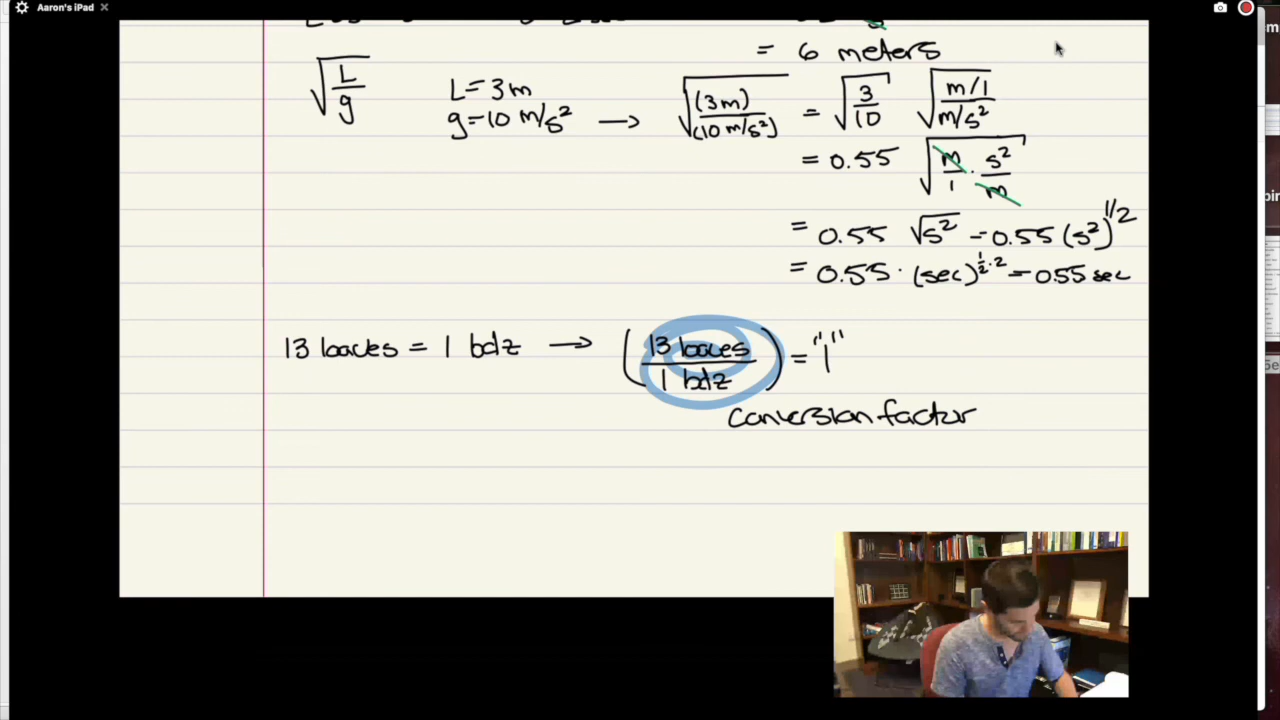 Aaron's iPad
= 6 meters
√(L/g) L=3m g=10 m/s² → √((3m)/(10 m/s²)) = √(3/10) √((m/1)/(m/s²))
= 0.55 √(m/1 · s²/m)
= 0.55 √s² = 0.55 (s²)^1/2
= 0.55 · (sec)^½·2 = 0.55 sec
13 loaves = 1 bdz → (13 loaves / 1 bdz) = "1"
conversion factor